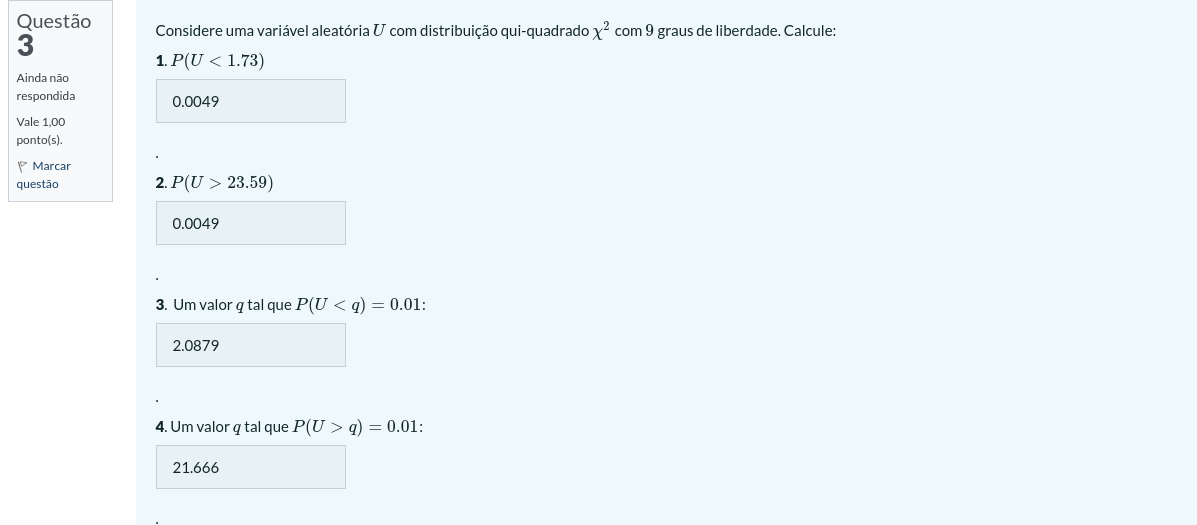 Questão
3
Ainda não
respondida
Vale 1,00
ponto(s).
Marcar
questão
Considere uma variável aleatória U com distribuição qui-quadrado χ² com 9 graus de liberdade. Calcule:
1. P(U < 1.73)
0.0049
.
2. P(U > 23.59)
0.0049
.
3. Um valor q tal que P(U < q) = 0.01:
2.0879
.
4. Um valor q tal que P(U > q) = 0.01:
21.666
.